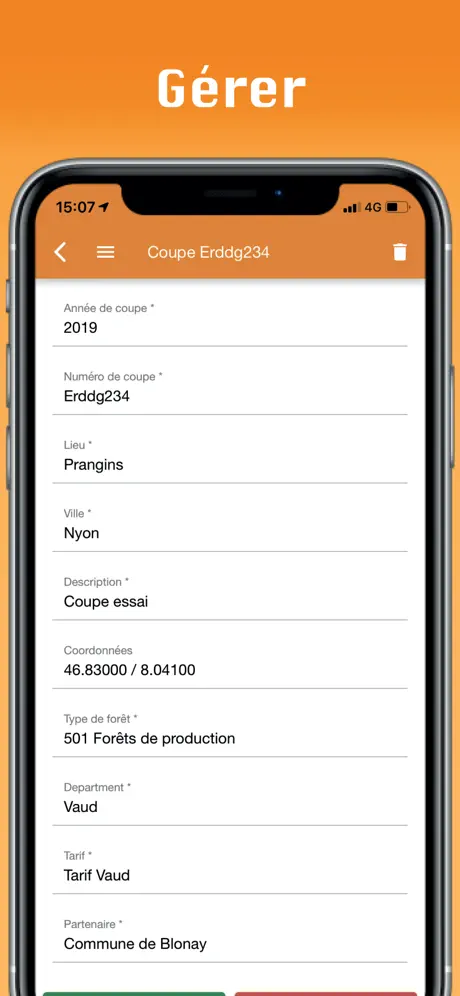 Gérer
15:07
4G
Coupe Erddg234
Année de coupe *
2019
Numéro de coupe *
Erddg234
Lieu *
Prangins
Ville *
Nyon
Description *
Coupe essai
Coordonnées
46.83000 / 8.04100
Type de forêt *
501 Forêts de production
Department *
Vaud
Tarif *
Tarif Vaud
Partenaire *
Commune de Blonay